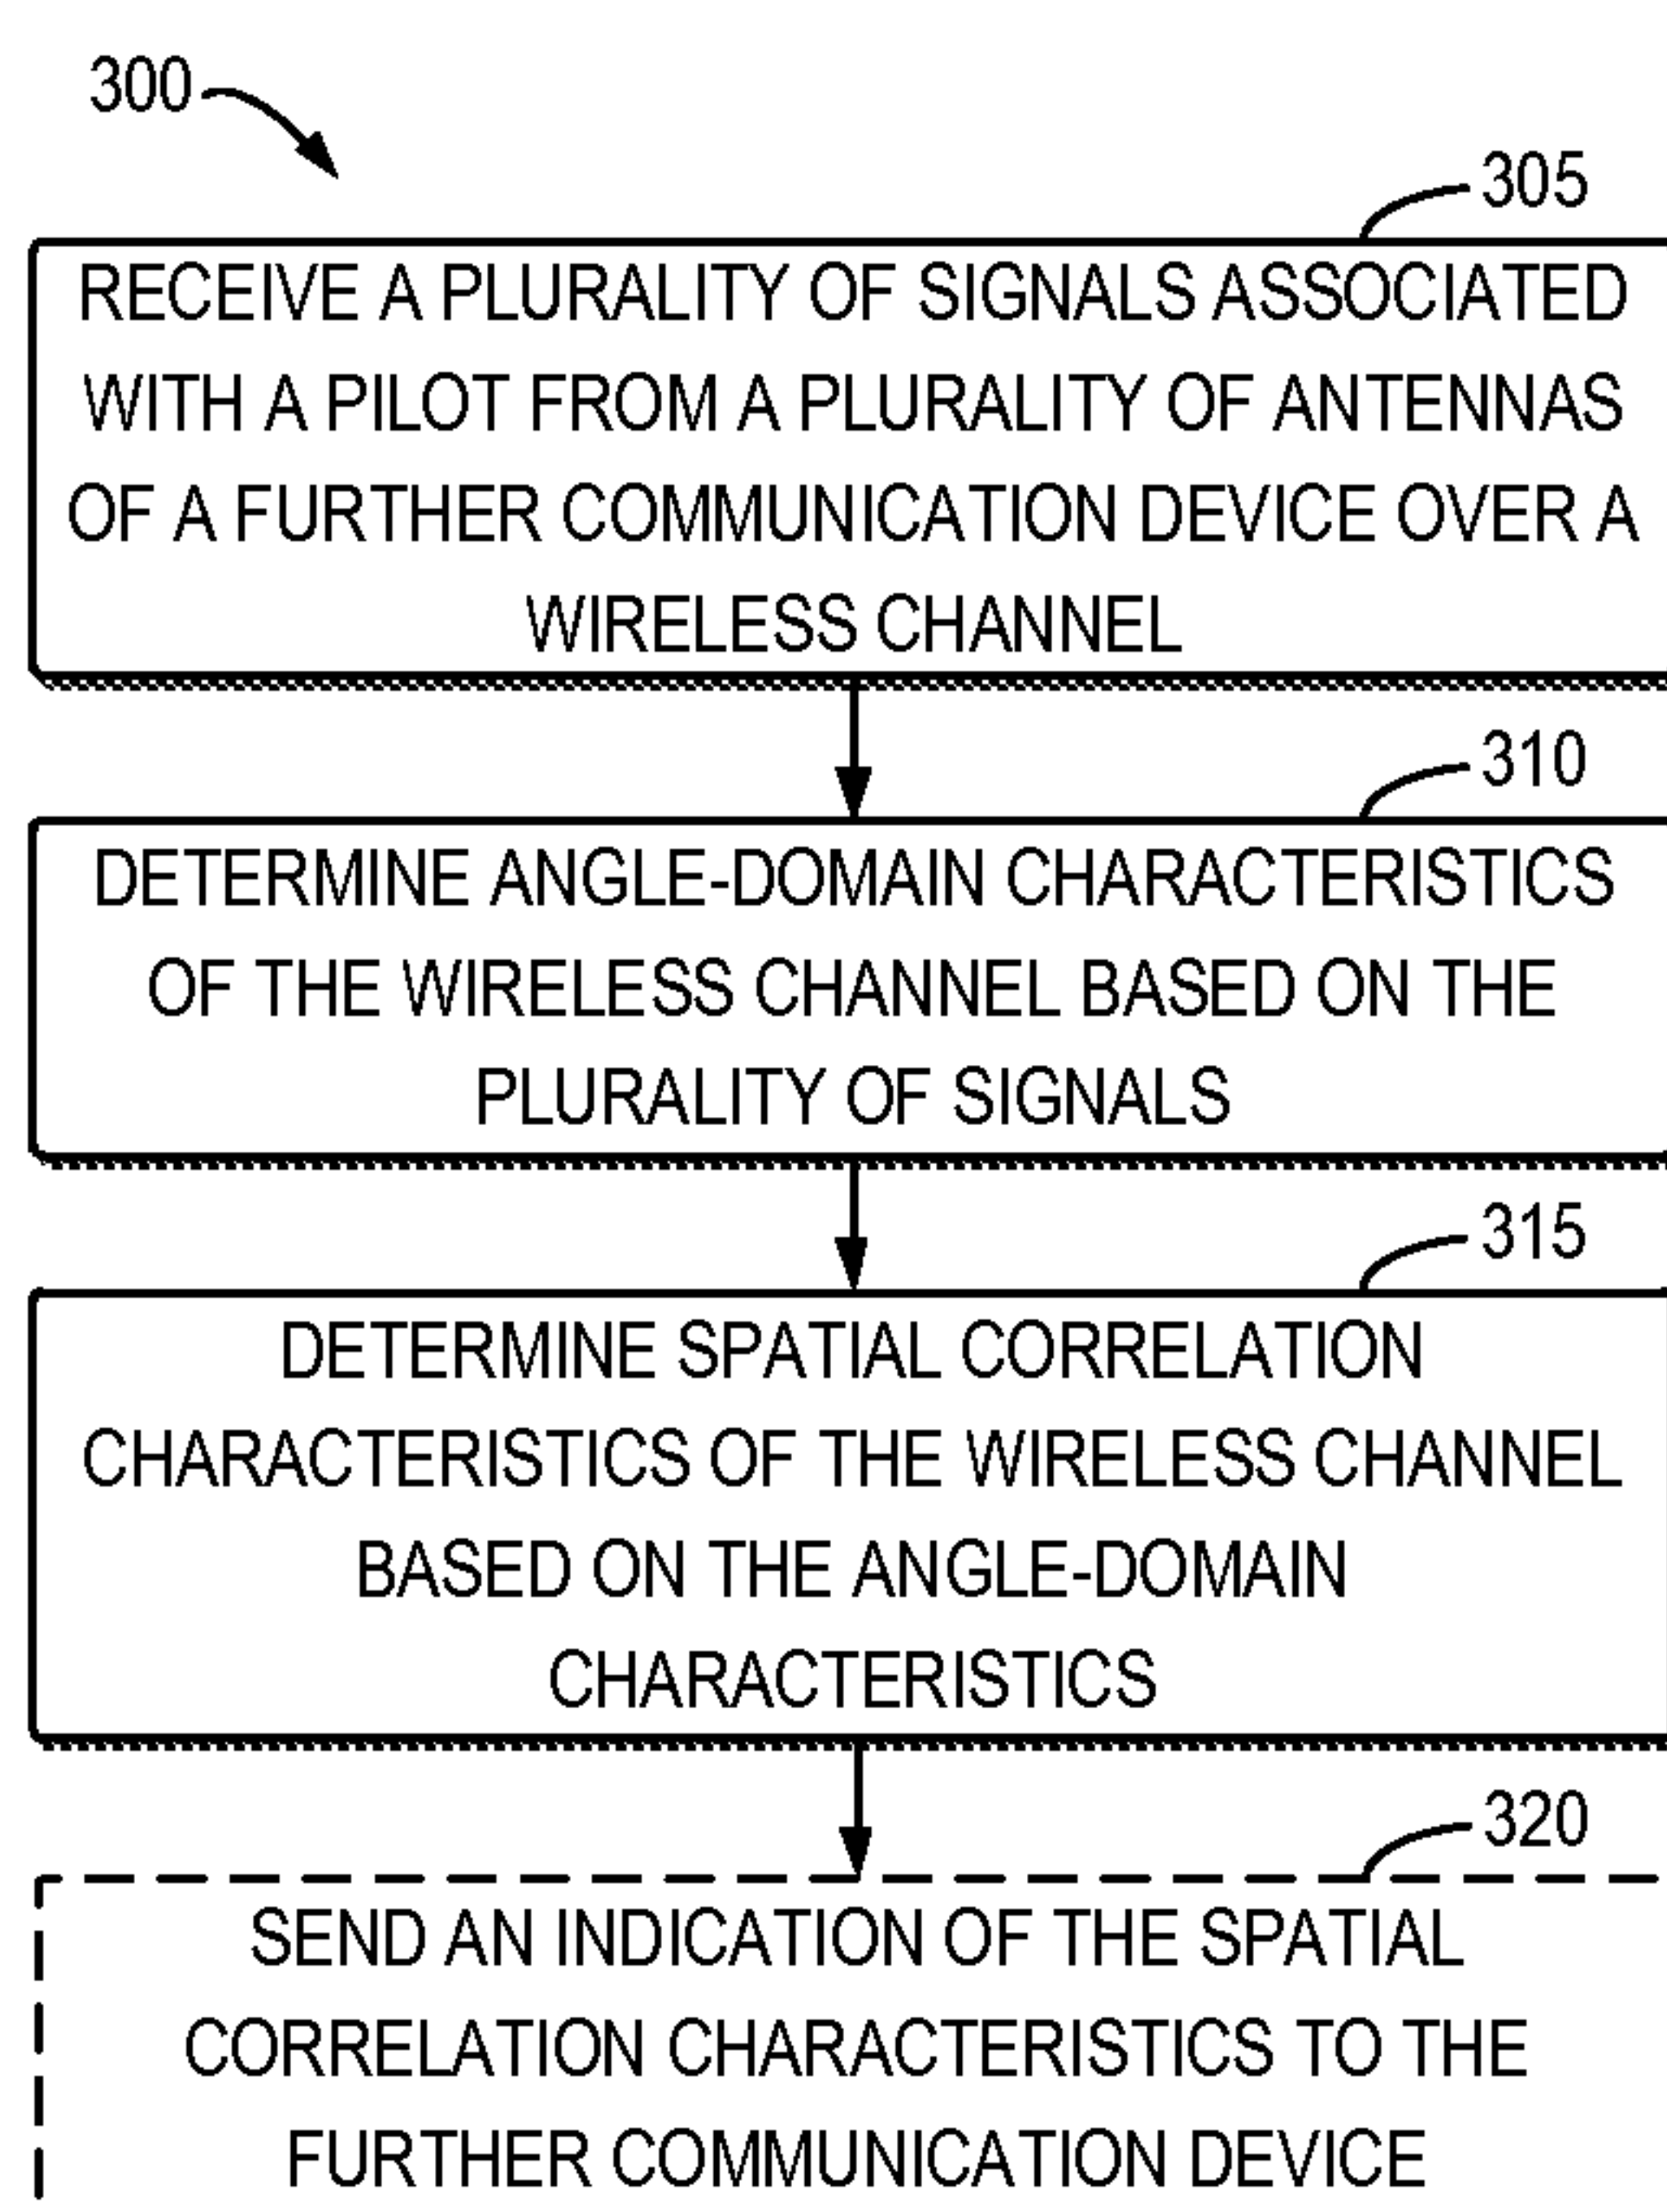 300
305
RECEIVE A PLURALITY OF SIGNALS ASSOCIATED
WITH A PILOT FROM A PLURALITY OF ANTENNAS
OF A FURTHER COMMUNICATION DEVICE OVER A
WIRELESS CHANNEL
310
DETERMINE ANGLE-DOMAIN CHARACTERISTICS
OF THE WIRELESS CHANNEL BASED ON THE
PLURALITY OF SIGNALS
315
DETERMINE SPATIAL CORRELATION
CHARACTERISTICS OF THE WIRELESS CHANNEL
BASED ON THE ANGLE-DOMAIN
CHARACTERISTICS
320
SEND AN INDICATION OF THE SPATIAL
CORRELATION CHARACTERISTICS TO THE
FURTHER COMMUNICATION DEVICE